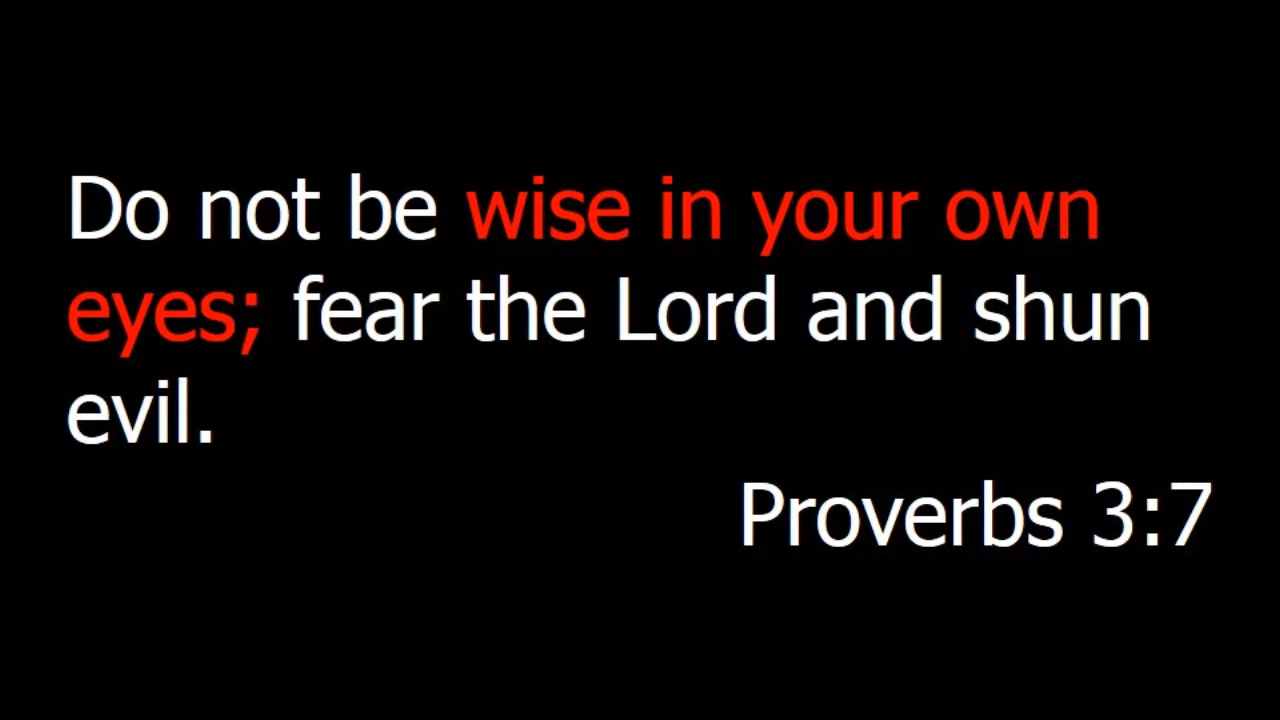 Do not be wise in your own
eyes; fear the Lord and shun
evil.
Proverbs 3:7